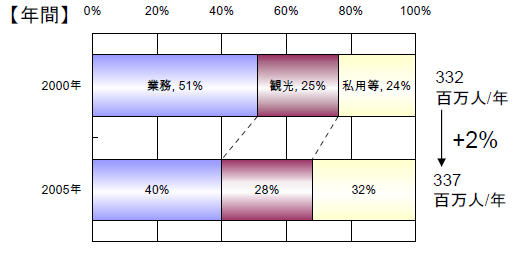 【年間】
0% 20% 40% 60% 80% 100%
2000年 業務, 51% 観光, 25% 私用等, 24%
332
百万人/年
+2%
2005年 40% 28% 32%
337
百万人/年